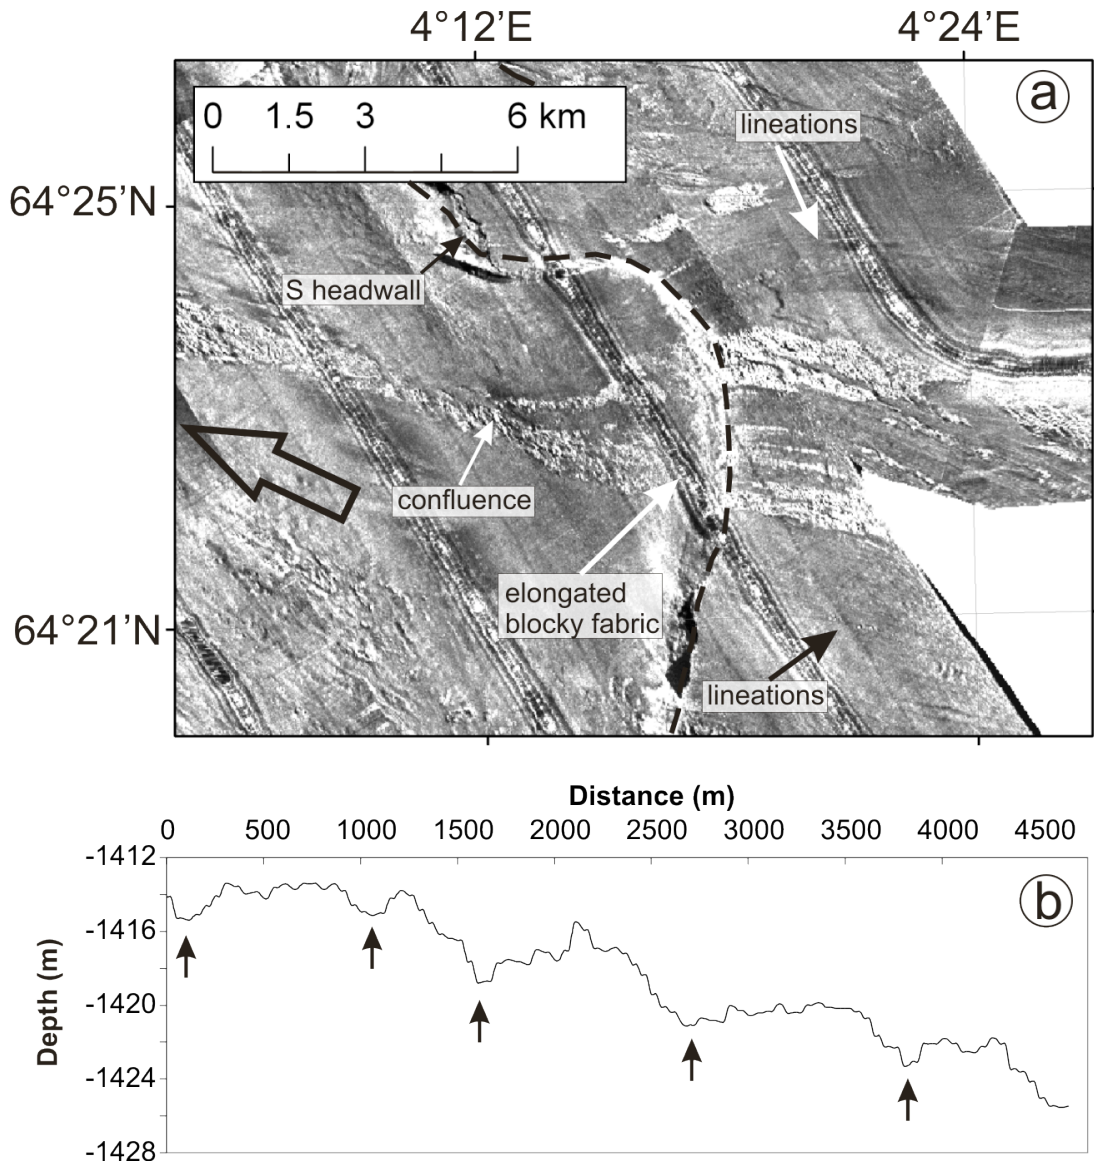 4°12’E 4°24’E
a
0 1.5 3 6 km
lineations
64°25’N
S headwall
confluence
elongated
blocky fabric
64°21’N
lineations
Distance (m)
0 500 1000 1500 2000 2500 3000 3500 4000 4500
-1412
b
-1416
-1420
-1424
-1428
Depth (m)